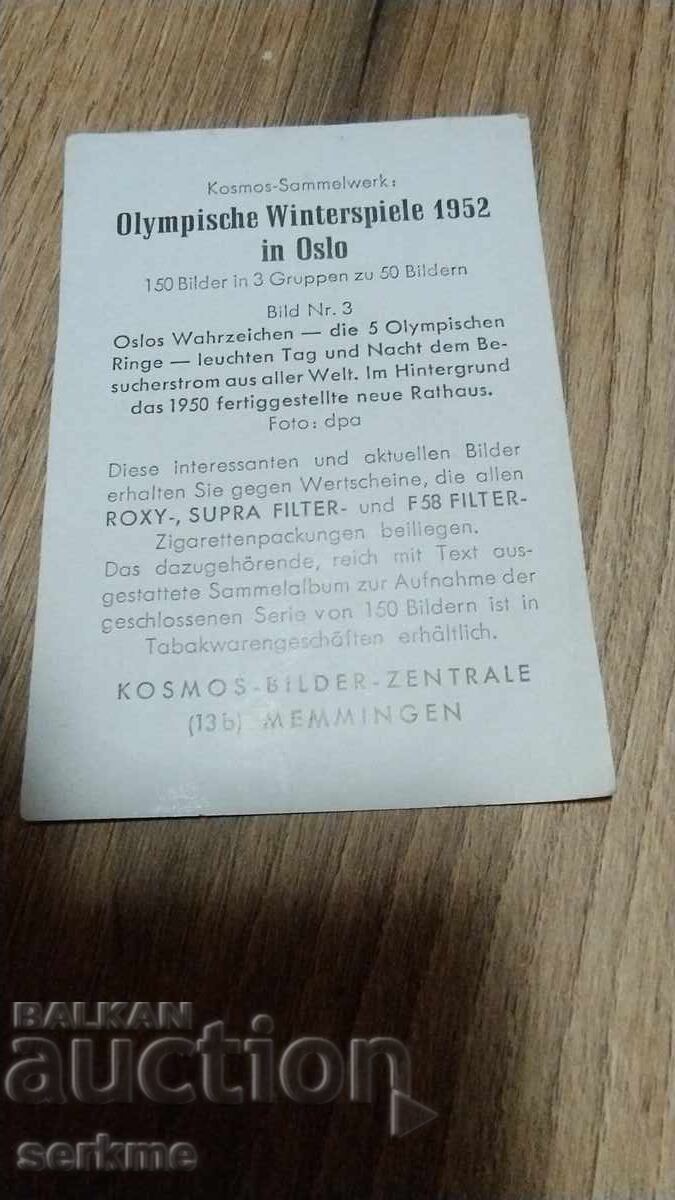 Kosmos-Sammelwerk:
Olympische Winterspiele 1952
in Oslo
150 Bilder in 3 Gruppen zu 50 Bildern
Bild Nr. 3
Oslos Wahrzeichen — die 5 Olympischen
Ringe — leuchten Tag und Nacht dem Be-
sucherstrom aus aller Welt. Im Hintergrund
das 1950 fertiggestellte neue Rathaus.
Foto: dpa
Diese interessanten und aktuellen Bilder
erhalten Sie gegen Wertscheine, die allen
ROXY-, SUPRA FILTER- und F 58 FILTER-
Zigarettenpackungen beiliegen.
Das dazugehörende, reich mit Text aus-
gestattete Sammelalbum zur Aufnahme der
geschlossenen Serie von 150 Bildern ist in
Tabakwarengeschäften erhältlich.
KOSMOS-BILDER-ZENTRALE
(13b) MEMMINGEN
BALKAN
auction
serkme